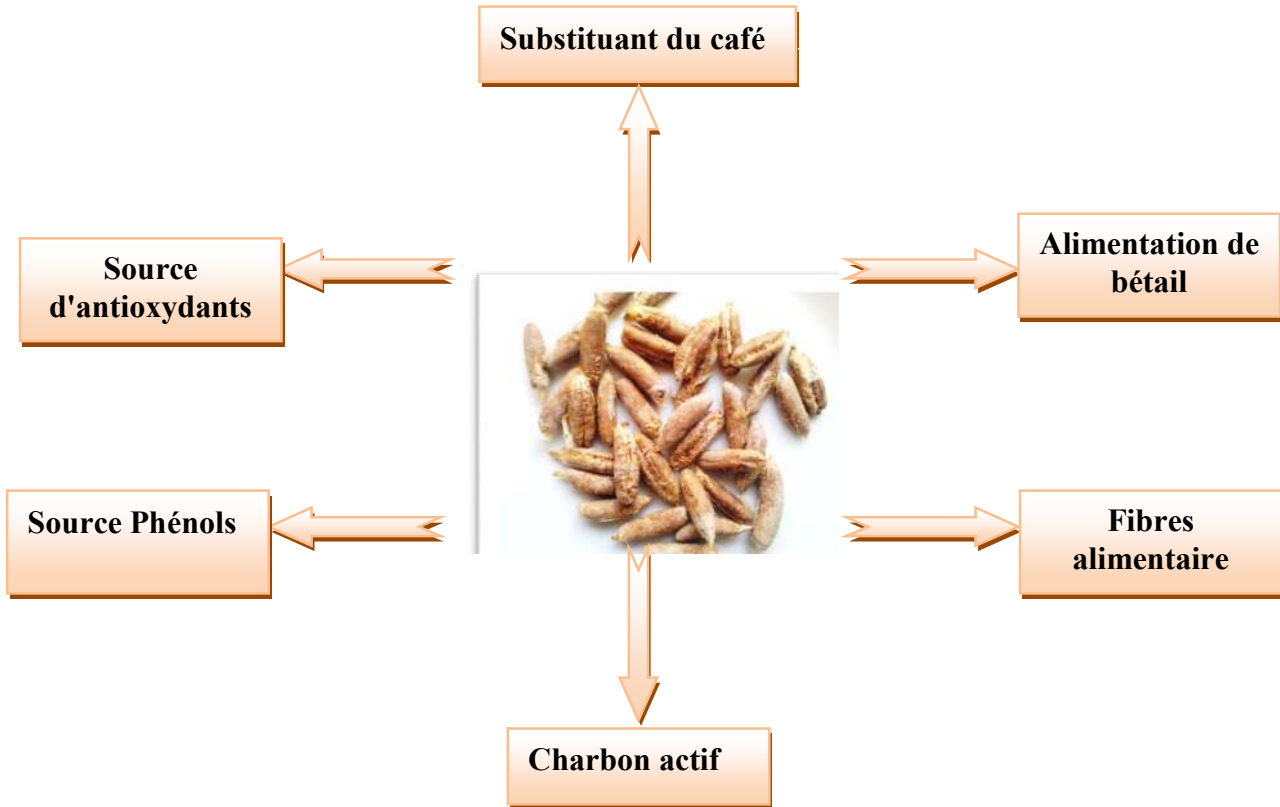 Substituant du café
Source
d'antioxydants
Alimentation de
bétail
Source Phénols
Fibres
alimentaire
Charbon actif